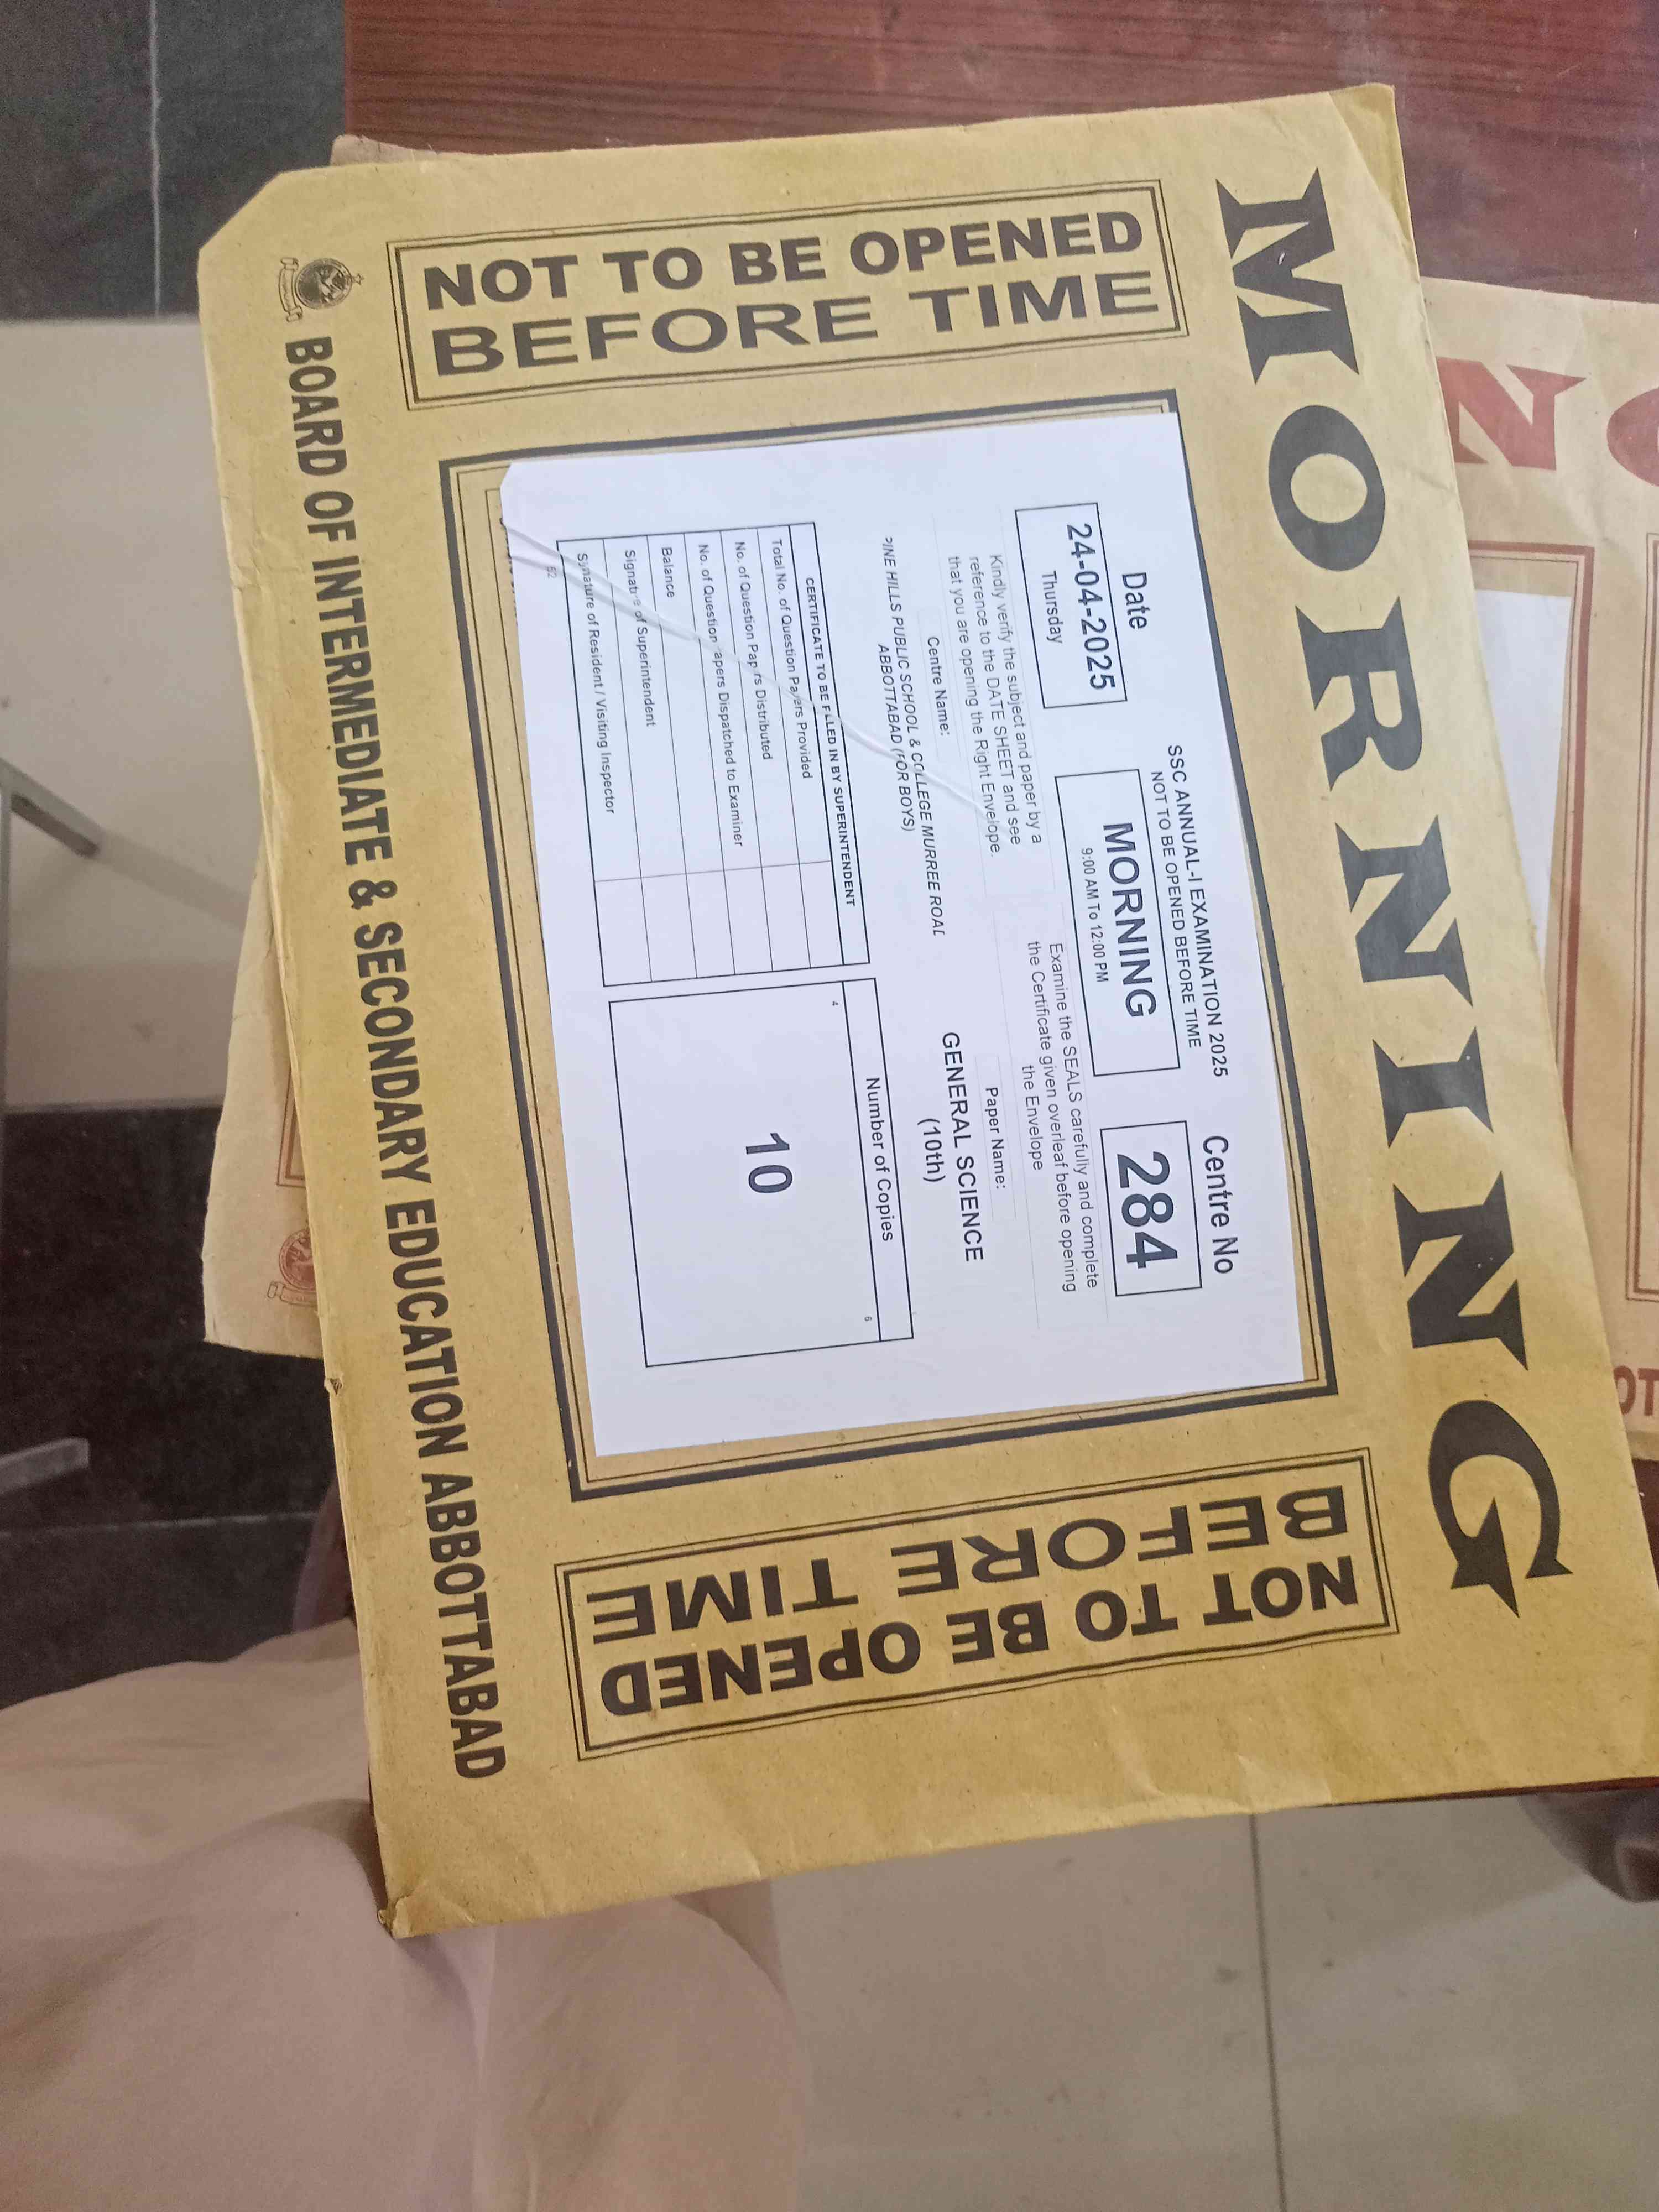 MORNING
NOT TO BE OPENED
BEFORE TIME
SSC ANNUAL-I EXAMINATION 2025
NOT TO BE OPENED BEFORE TIME
Date
24-04-2025
Thursday
MORNING
9:00 AM To 12:00 PM
Centre No
284
Kindly verify the subject and paper by a
reference to the DATE SHEET and see
that you are opening the Right Envelope.
Examine the SEALS carefully and complete
the Certificate given overleaf before opening
the Envelope
Centre Name:
PINE HILLS PUBLIC SCHOOL & COLLEGE MURREE ROAD
ABBOTTABAD (FOR BOYS)
Paper Name:
GENERAL SCIENCE
(10th)
CERTIFICATE TO BE FILLED IN BY SUPERINTENDENT
Total No. of Question Papers Provided
No. of Question Papers Distributed
No. of Question Papers Dispatched to Examiner
Balance
Signature of Superintendent
Signature of Resident / Visiting Inspector
62
Number of Copies
4
6
10
NOT TO BE OPENED
BEFORE TIME
BOARD OF INTERMEDIATE & SECONDARY EDUCATION ABBOTTABAD
N
OT